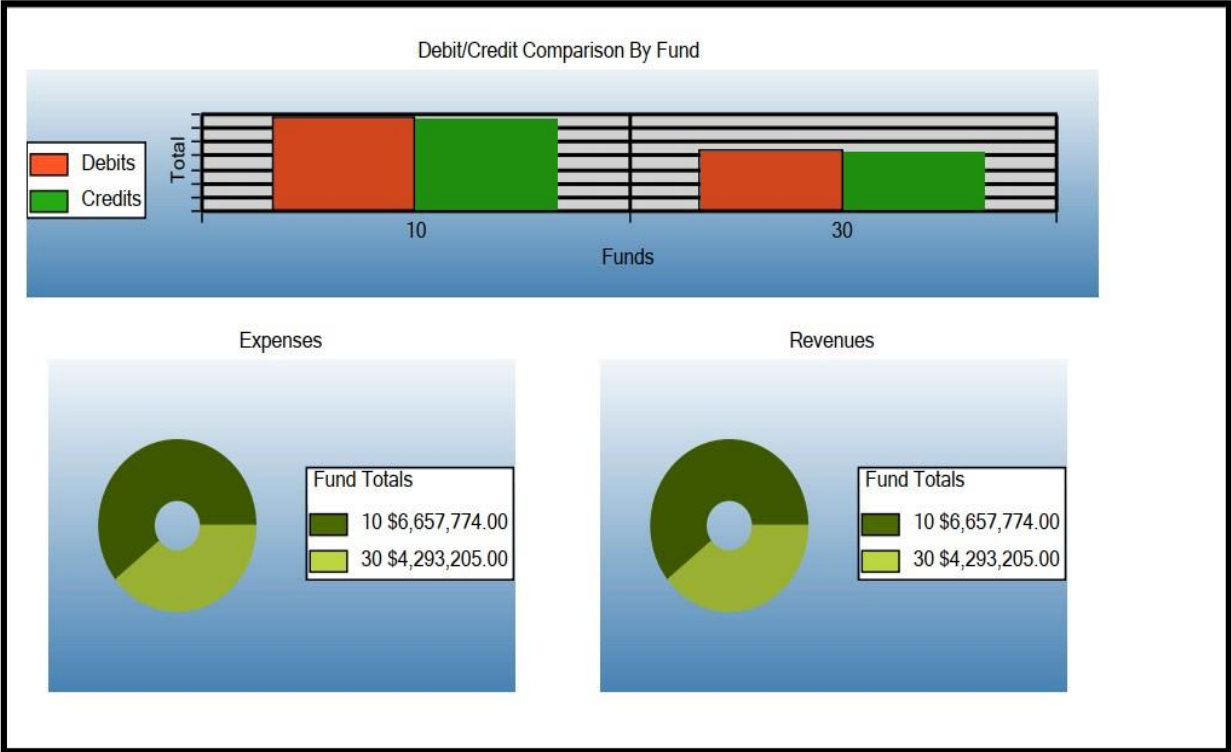 Debit/Credit Comparison By Fund
Debits
Credits
Total
10
30
Funds
Expenses
Fund Totals
10 $6,657,774.00
30 $4,293,205.00
Revenues
Fund Totals
10 $6,657,774.00
30 $4,293,205.00